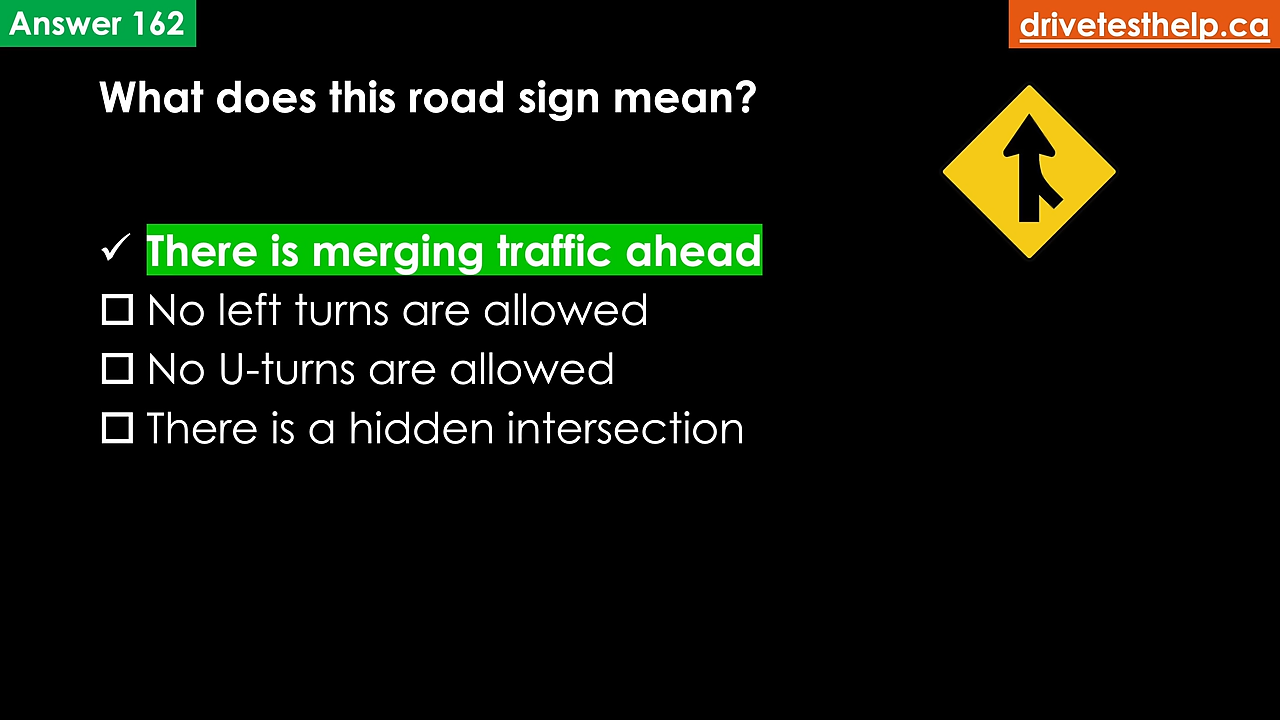 Answer 162
drivetesthelp.ca
What does this road sign mean?
✓ There is merging traffic ahead
☐ No left turns are allowed
☐ No U-turns are allowed
☐ There is a hidden intersection